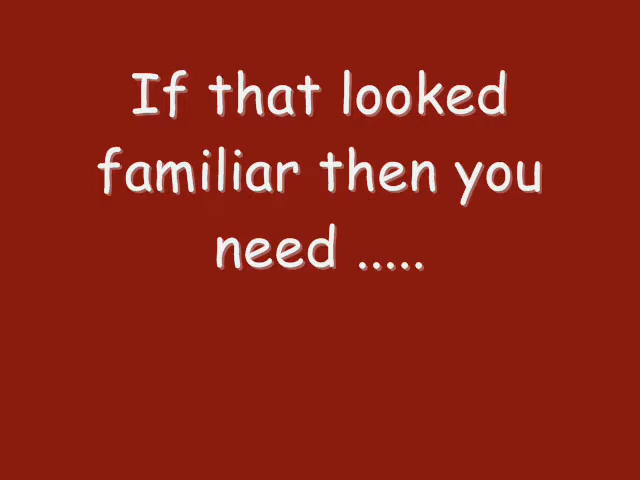 If that looked
familiar then you
need .....